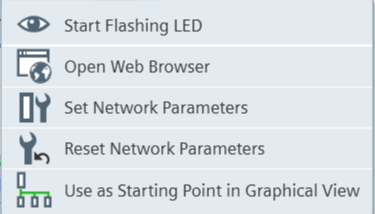 Start Flashing LED
Open Web Browser
Set Network Parameters
Reset Network Parameters
Use as Starting Point in Graphical View